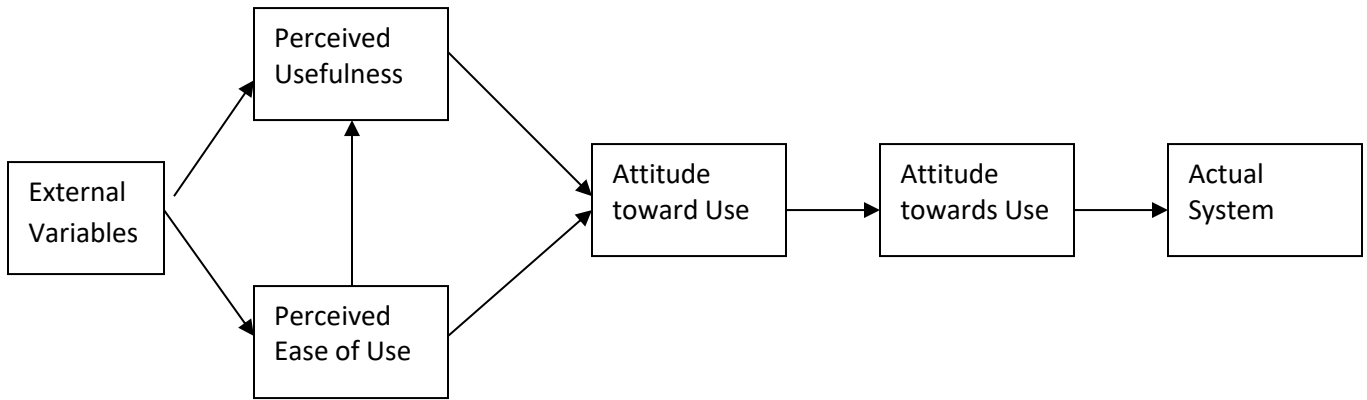 Perceived
Usefulness
External
Variables
Perceived
Ease of Use
Attitude
toward Use
Attitude
towards Use
Actual
System